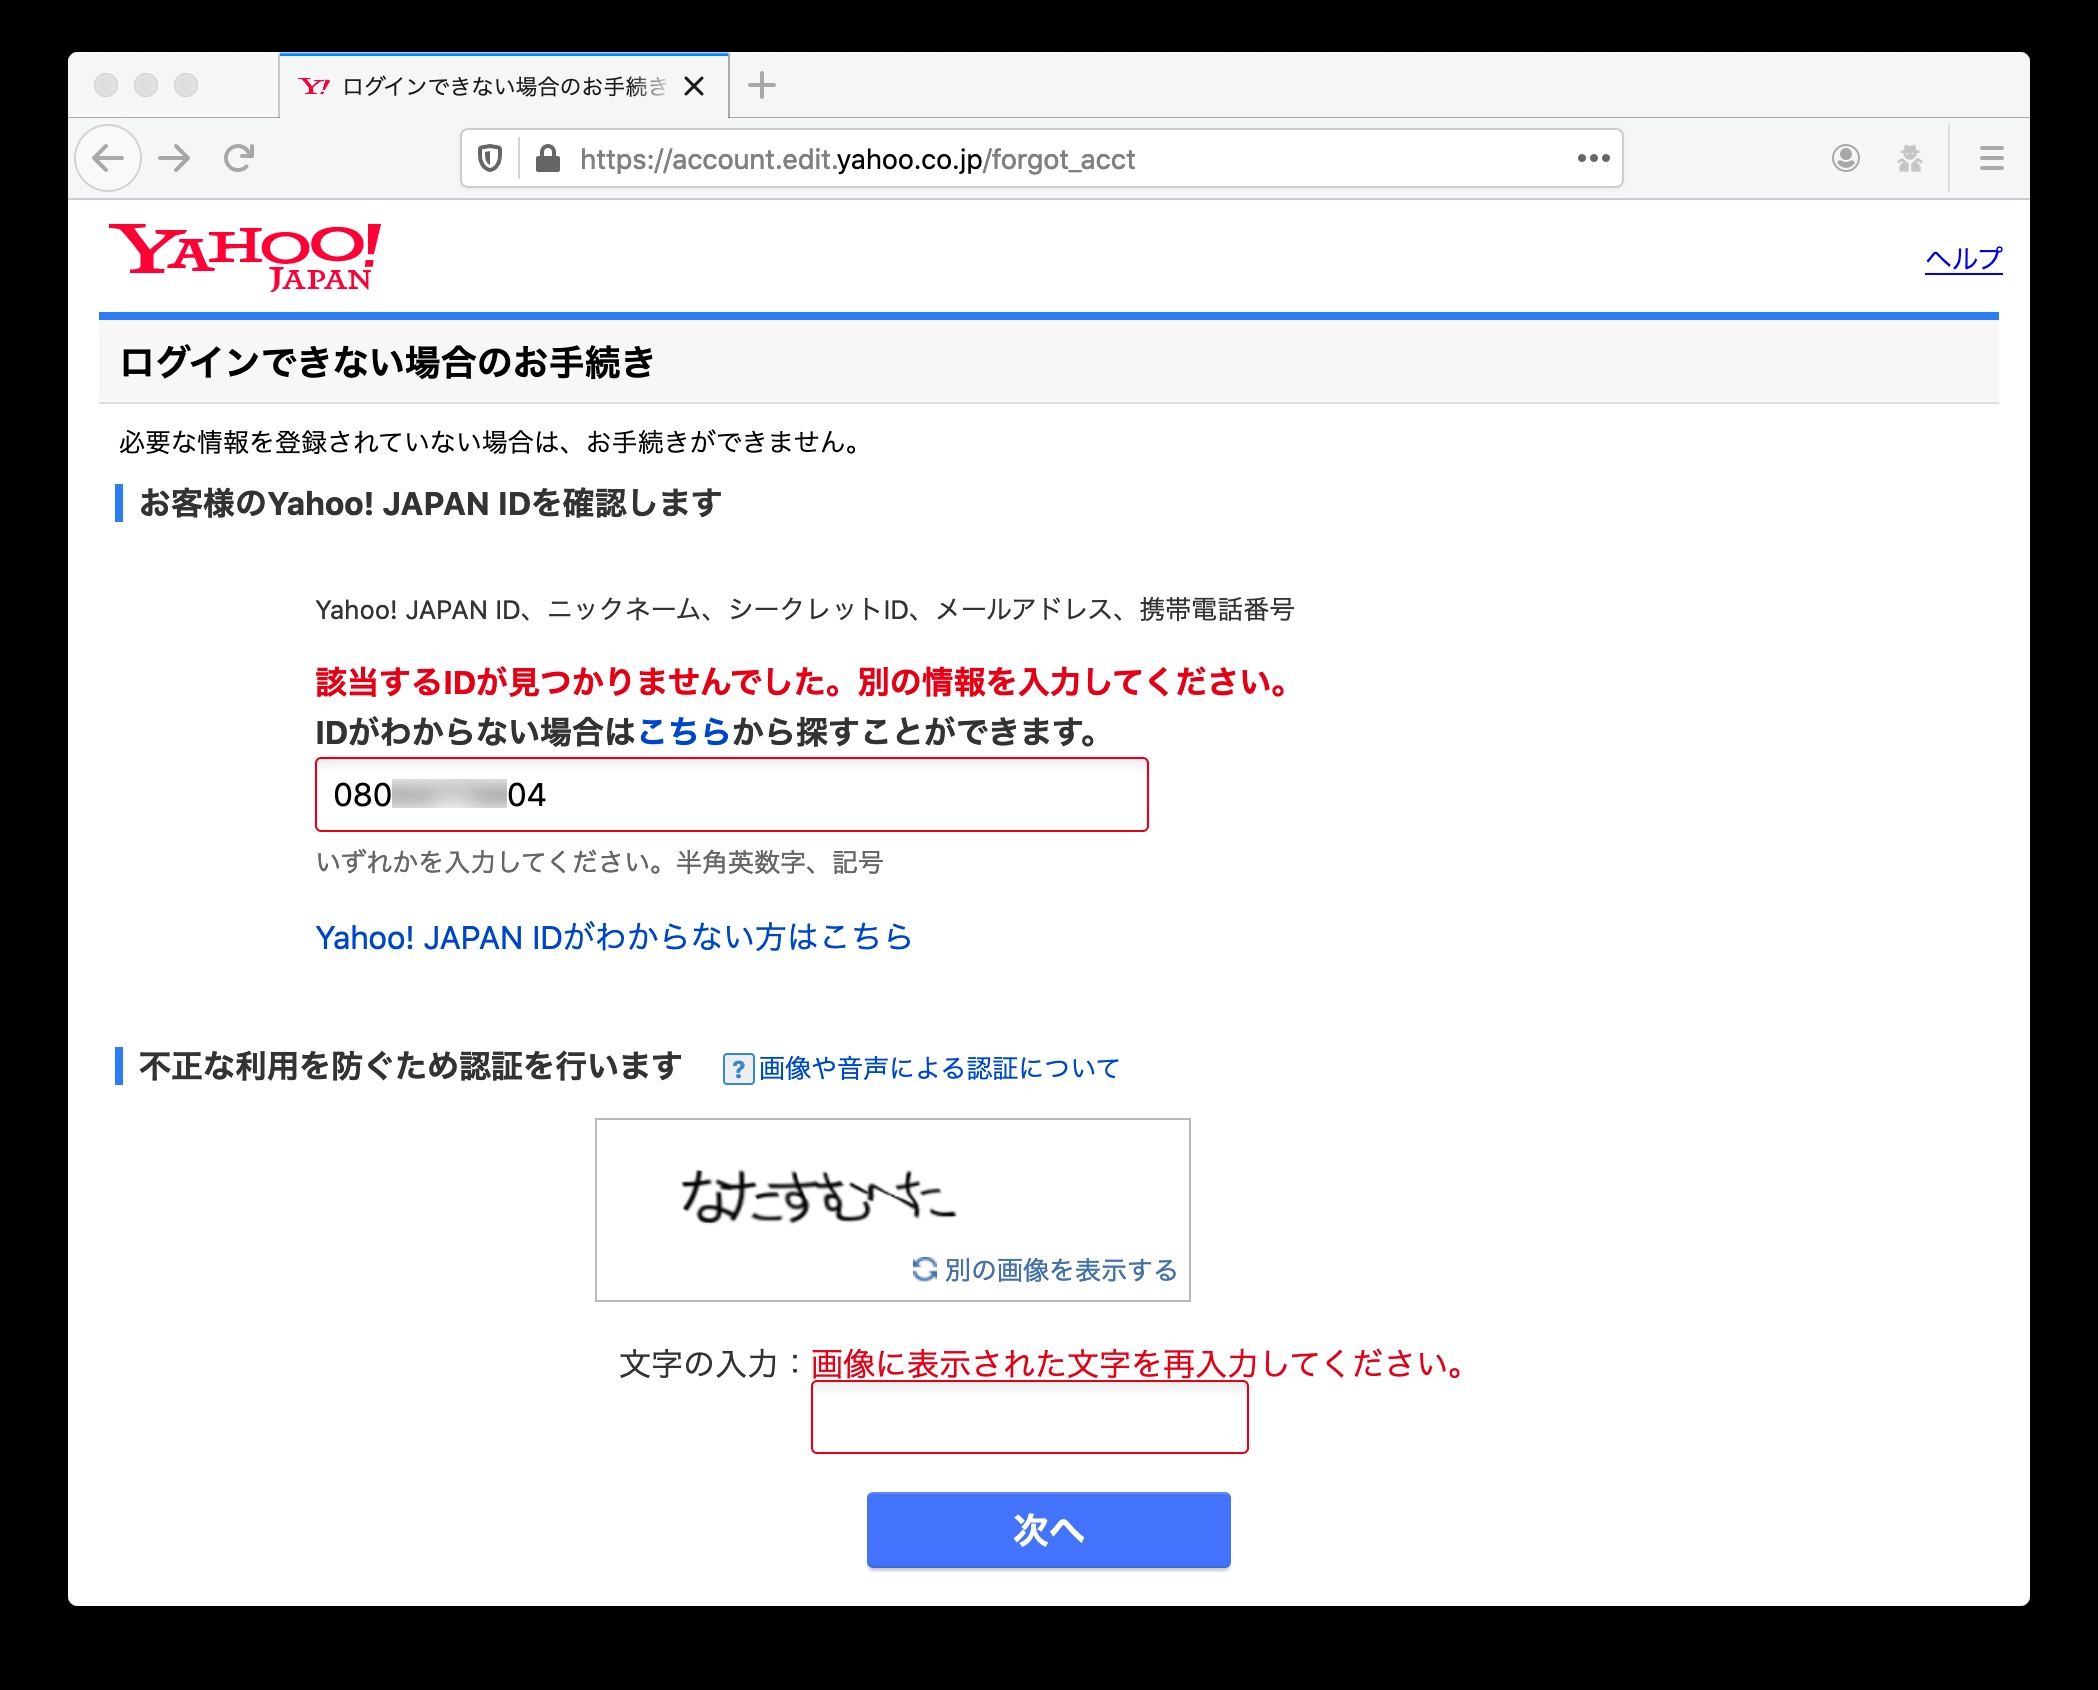 ログインできない場合のお手続き
https://account.edit.yahoo.co.jp/forgot_acct
YAHOO!
JAPAN
ヘルプ
ログインできない場合のお手続き
必要な情報を登録されていない場合は、お手続きができません。
お客様のYahoo! JAPAN IDを確認します
Yahoo! JAPAN ID、ニックネーム、シークレットID、メールアドレス、携帯電話番号
該当するIDが見つかりませんでした。別の情報を入力してください。
IDがわからない場合はこちらから探すことができます。
080 04
いずれかを入力してください。半角英数字、記号
Yahoo! JAPAN IDがわからない方はこちら
不正な利用を防ぐため認証を行います ?画像や音声による認証について
別の画像を表示する
文字の入力：画像に表示された文字を再入力してください。
次へ